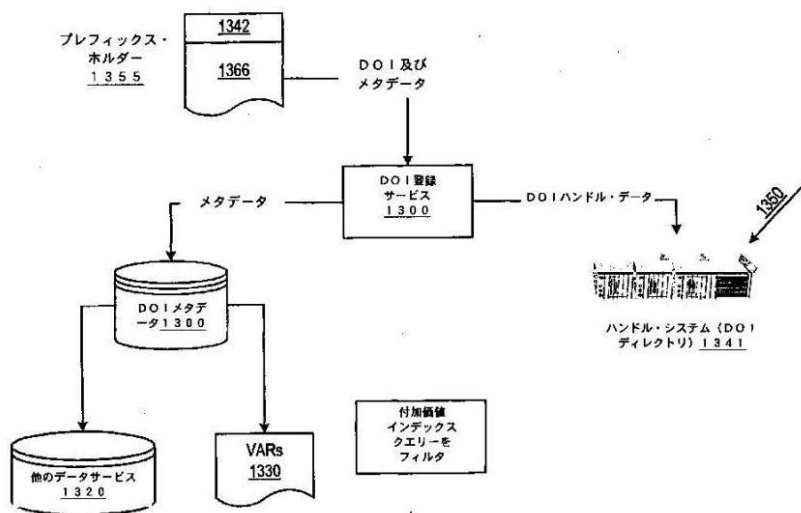 プレフィックス・
ホルダー
1355
1342
1366
DOI及び
メタデータ
DOI登録
サービス
1300
メタデータ
DOIハンドル・データ
1350
DOIメタデ
ータ1300
ハンドル・システム(DOI
ディレクトリ)1341
他のデータサービス
1320
VARs
1330
付加価値
インデックス
クエリーを
フィルタ